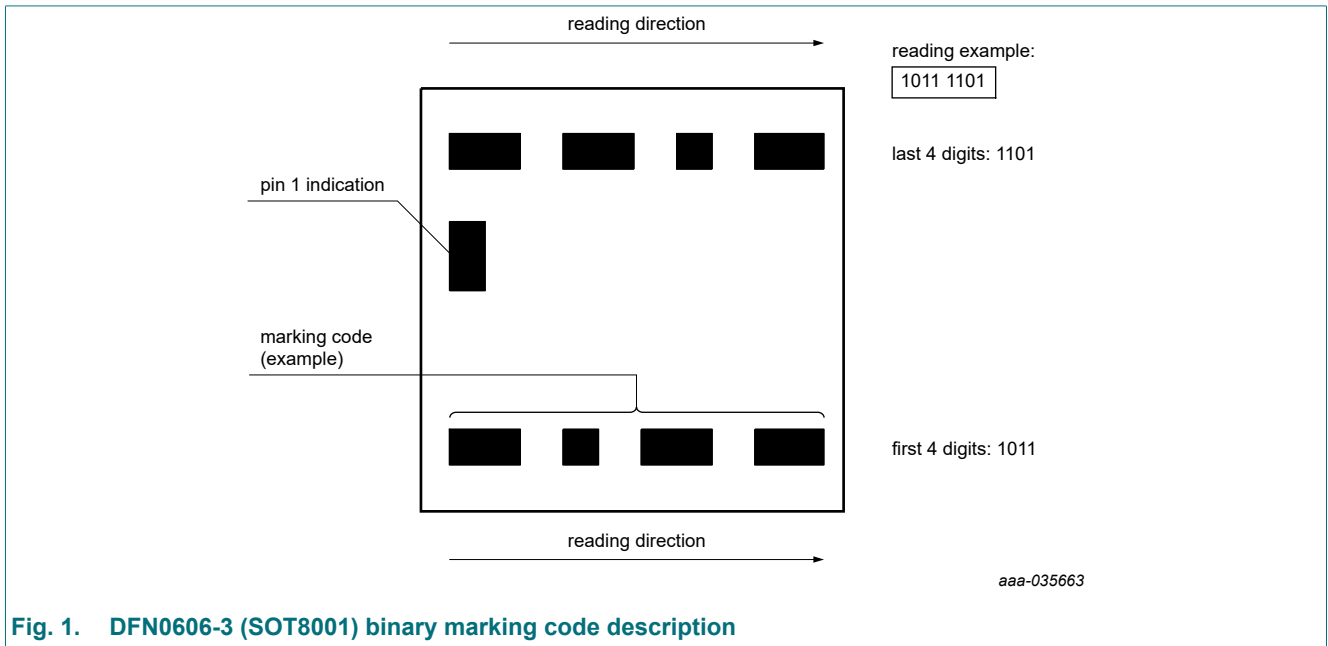 reading direction
reading example:
1011 1101
last 4 digits: 1101
pin 1 indication
marking code
(example)
first 4 digits: 1011
reading direction
aaa-035663
Fig. 1. DFN0606-3 (SOT8001) binary marking code description